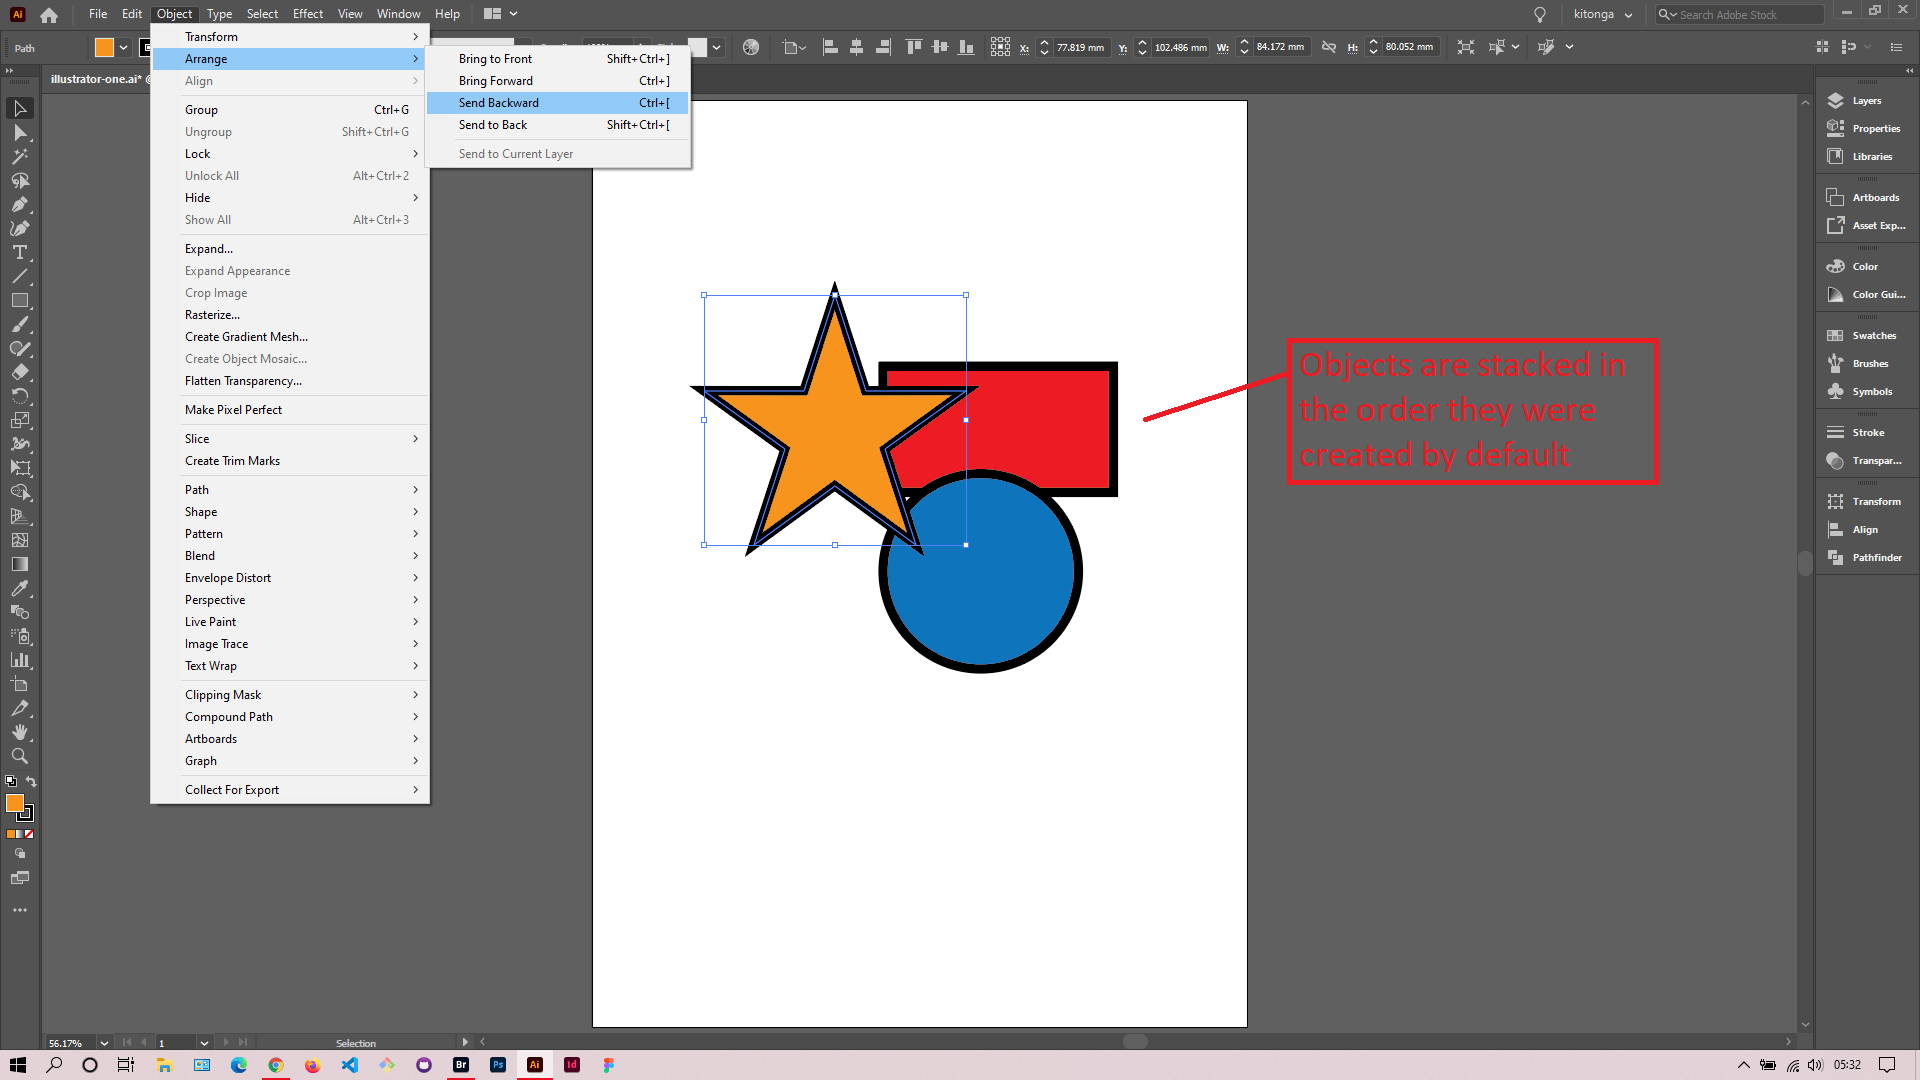 Ai File Edit Object Type Select Effect View Window Help kitonga Search Adobe Stock
Path X: 77.819 mm Y: 102.486 mm W: 84.172 mm H: 80.052 mm
illustrator-one.ai*
Transform
Arrange
Align
Group Ctrl+G
Ungroup Shift+Ctrl+G
Lock
Unlock All Alt+Ctrl+2
Hide
Show All Alt+Ctrl+3
Expand...
Expand Appearance
Crop Image
Rasterize...
Create Gradient Mesh...
Create Object Mosaic...
Flatten Transparency...
Make Pixel Perfect
Slice
Create Trim Marks
Path
Shape
Pattern
Blend
Envelope Distort
Perspective
Live Paint
Image Trace
Text Wrap
Clipping Mask
Compound Path
Artboards
Graph
Collect For Export
Bring to Front Shift+Ctrl+]
Bring Forward Ctrl+]
Send Backward Ctrl+[
Send to Back Shift+Ctrl+[
Send to Current Layer
Objects are stacked in
the order they were
created by default
Layers
Properties
Libraries
Artboards
Asset Exp...
Color
Color Gui...
Swatches
Brushes
Symbols
Stroke
Transpar...
Transform
Align
Pathfinder
56.17% 1 Selection
Br Ps Ai Id 05:32